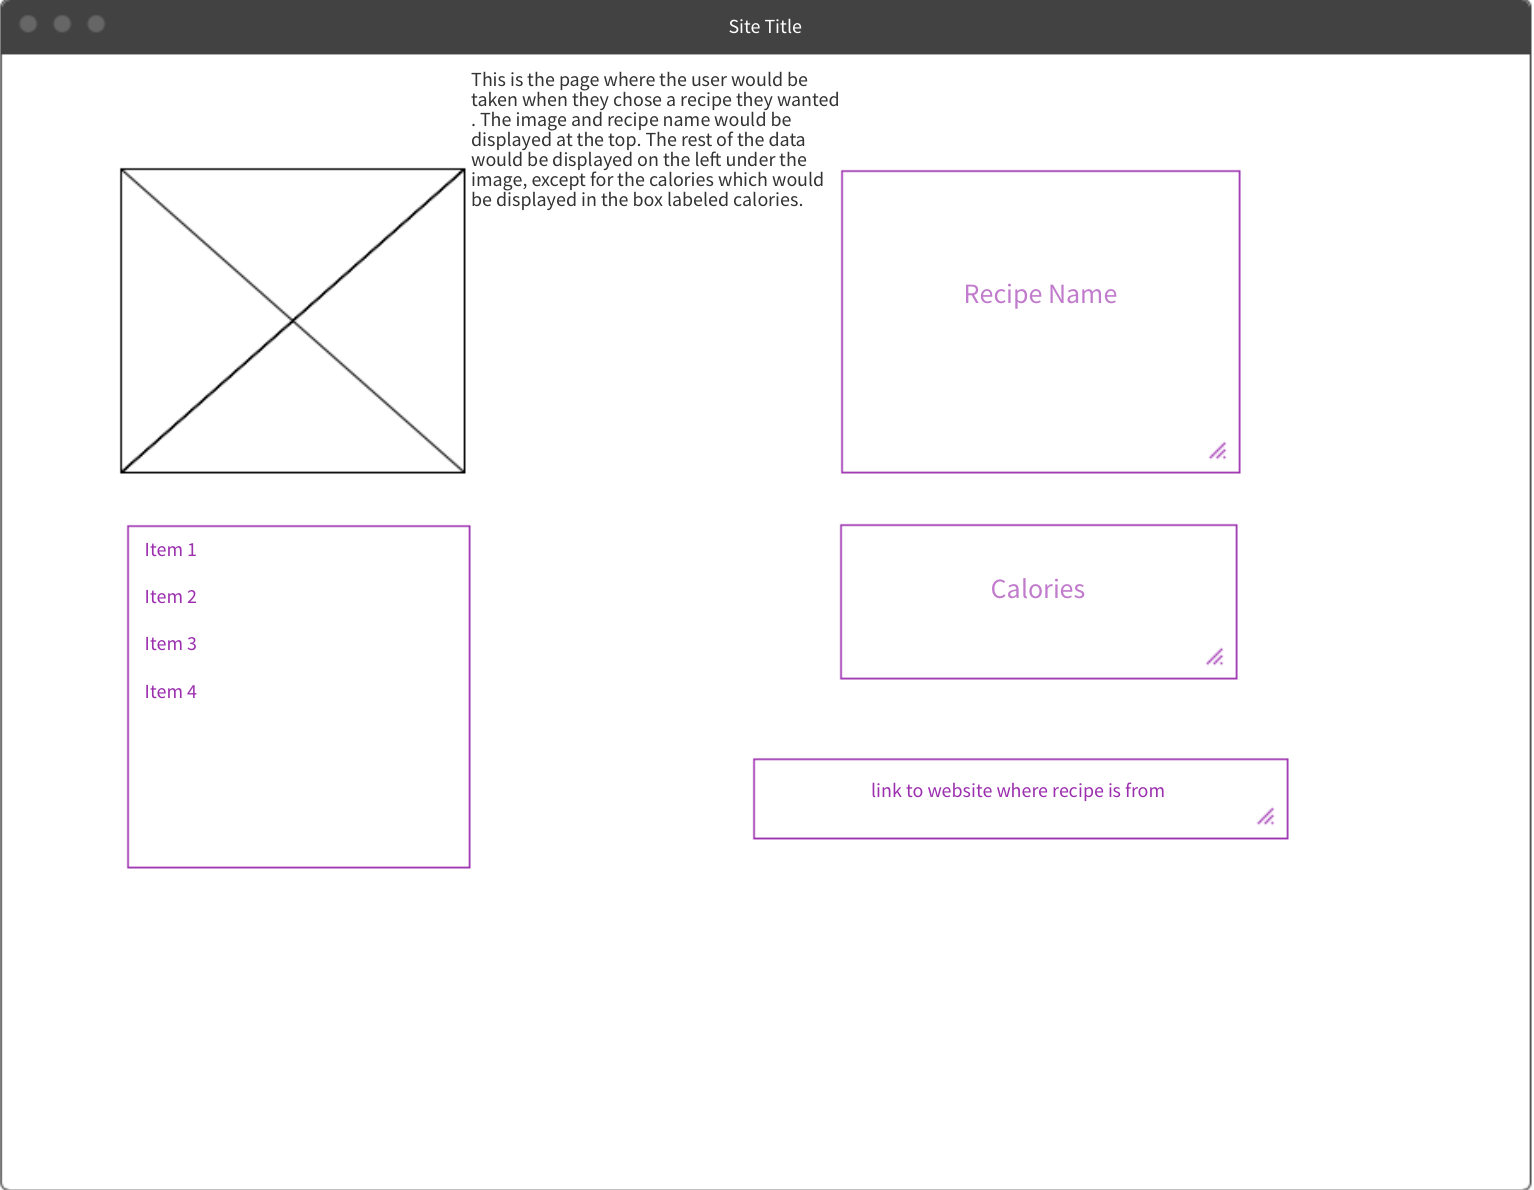 Site Title
This is the page where the user would be
taken when they chose a recipe they wanted
. The image and recipe name would be
displayed at the top. The rest of the data
would be displayed on the left under the
image, except for the calories which would
be displayed in the box labeled calories.
Recipe Name
Item 1
Item 2
Item 3
Item 4
Calories
link to website where recipe is from